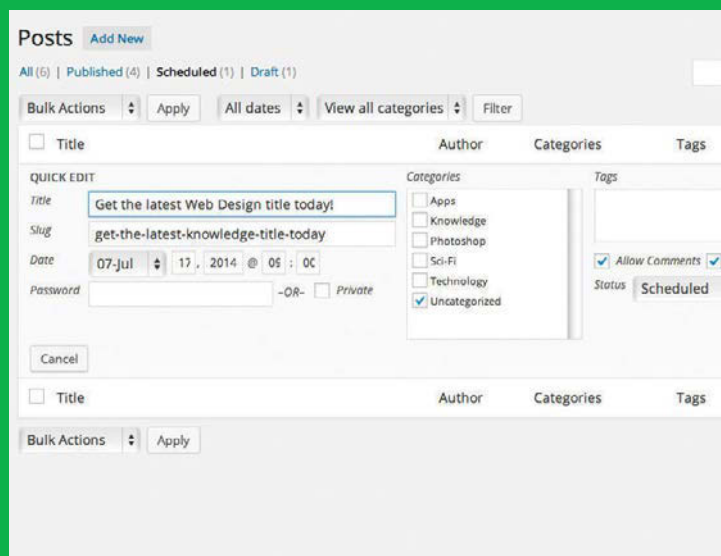 Posts Add New
All (6) | Published (4) | Scheduled (1) | Draft (1)
Bulk Actions Apply All dates View all categories Filter
Title Author Categories Tags
QUICK EDIT Categories Tags
Title Get the latest Web Design title today!
Slug get-the-latest-knowledge-title-today
Date 07-Jul 17, 2014 @ 09 : 00
Password –OR– Private
Apps
Knowledge
Photoshop
Sci-Fi
Technology
Uncategorized
Allow Comments
Status Scheduled
Cancel
Title Author Categories Tags
Bulk Actions Apply